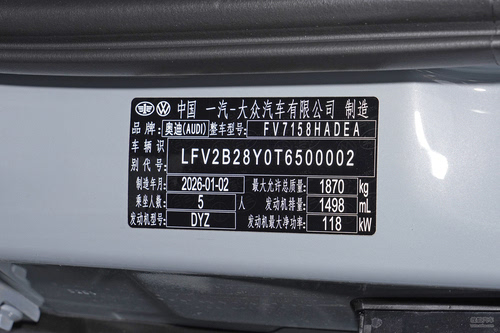 中国 一汽-大众汽车有限公司 制造
品牌 奥迪(AUDI) 整车型号 FV7158HADEA
车辆识别代号: LFV2B28Y0T6500002
制造年月 2026-01-02 最大允许总质量 1870 kg
乘坐人数 5 人 发动机排量 1498 mL
发动机型号 DYZ 发动机最大净功率 118 kW